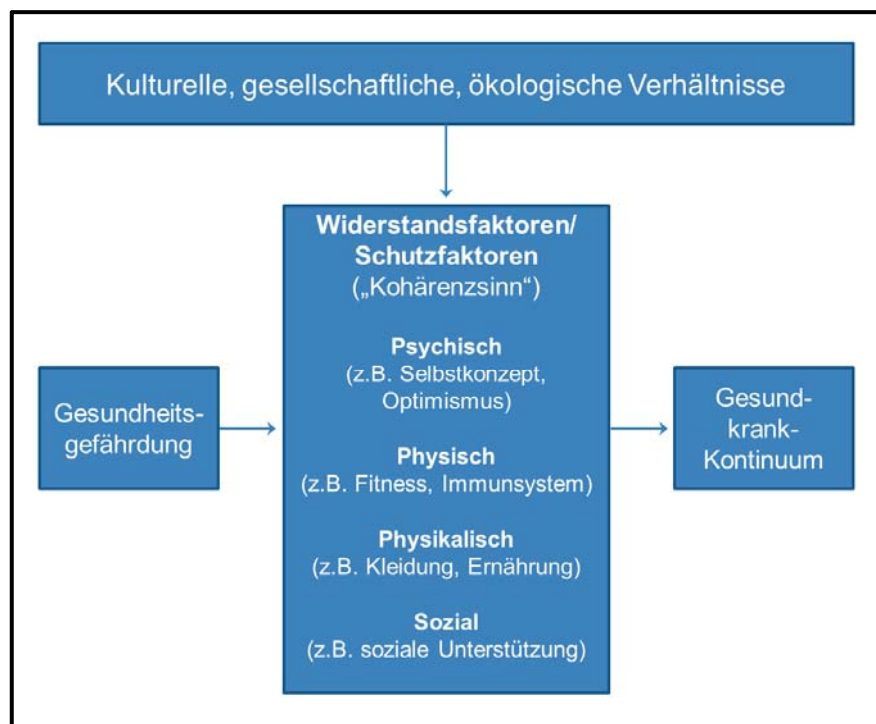 Kulturelle, gesellschaftliche, ökologische Verhältnisse
Widerstandsfaktoren/
Schutzfaktoren
(„Kohärenzsinn“)
Psychisch
(z.B. Selbstkonzept,
Optimismus)
Physisch
(z.B. Fitness, Immunsystem)
Physikalisch
(z.B. Kleidung, Ernährung)
Sozial
(z.B. soziale Unterstützung)
Gesundheits-
gefährdung
Gesund-
krank-
Kontinuum